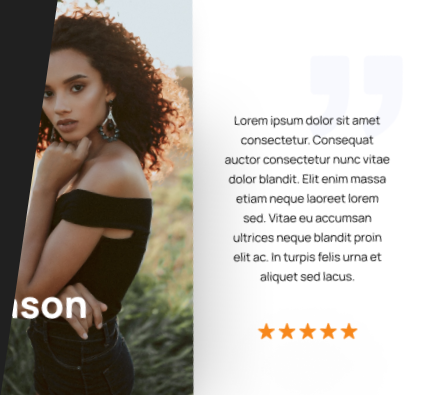 Lorem ipsum dolor sit amet
consectetur. Consequat
auctor consectetur nunc vitae
dolor blandit. Elit enim massa
etiam neque laoreet lorem
sed. Vitae eu accumsan
ultrices neque blandit proin
elit ac. In turpis felis urna et
aliquet sed lacus.